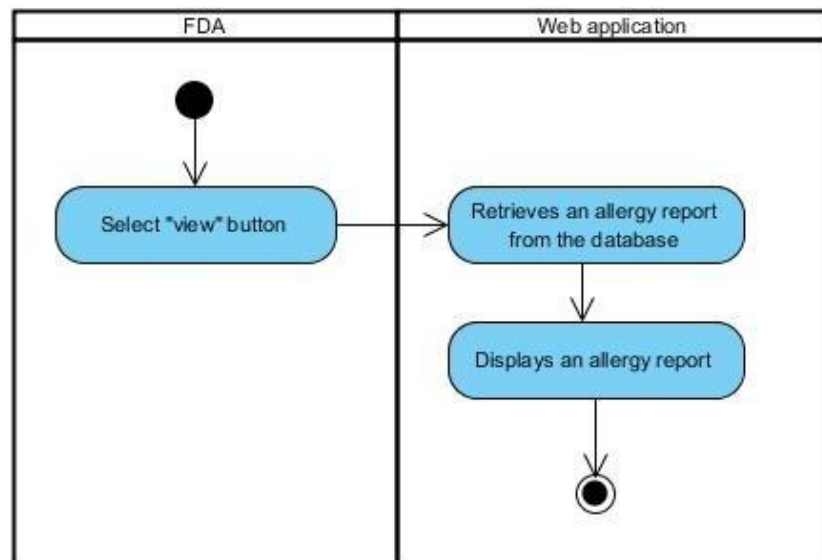 FDA
Web application
Select "view" button
Retrieves an allergy report
from the database
Displays an allergy report